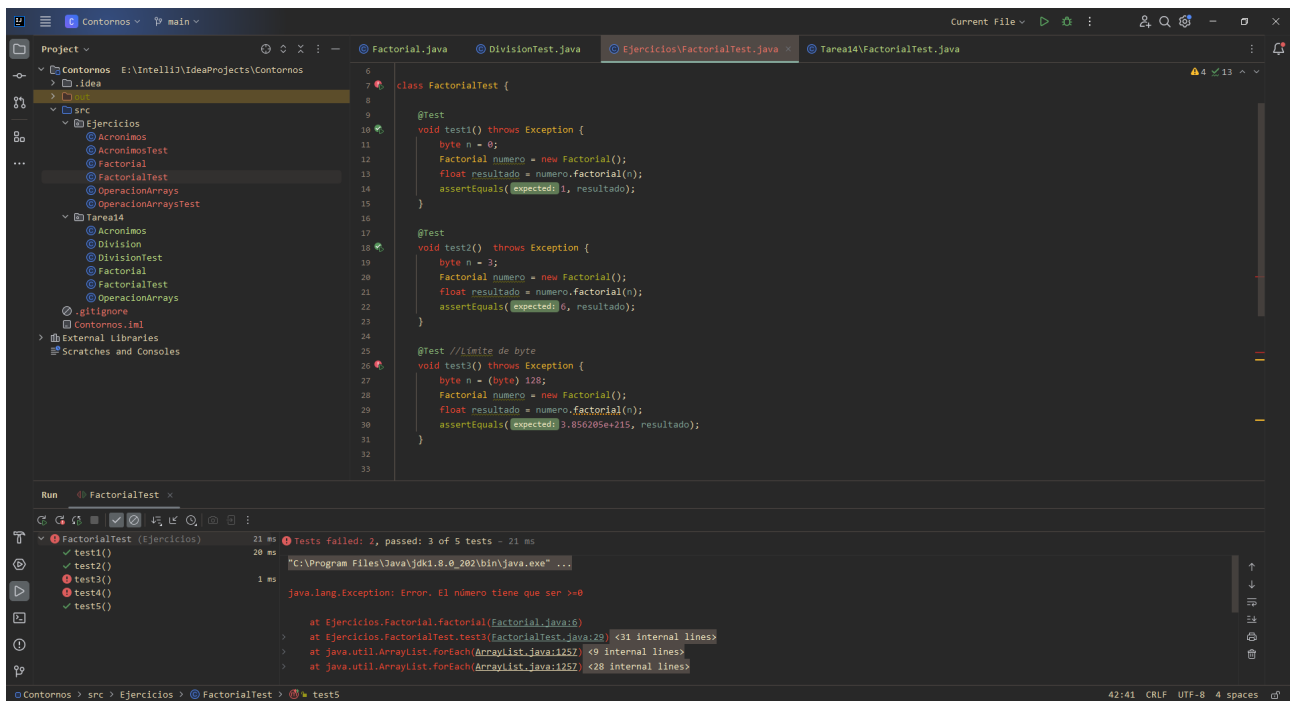 C Contornos main Current File
Project
Factorial.java DivisionTest.java Ejercicios\FactorialTest.java Tarea14\FactorialTest.java
Contornos E:\IntelliJ\IdeaProjects\Contornos
.idea
out
src
Ejercicios
Acronimos
AcronimosTest
Factorial
FactorialTest
OperacionArrays
OperacionArraysTest
Tarea14
Acronimos
Division
DivisionTest
Factorial
FactorialTest
OperacionArrays
.gitignore
Contornos.iml
External Libraries
Scratches and Consoles
4 13
6
7 class FactorialTest {
8
9 @Test
10 void test1() throws Exception {
11 byte n = 0;
12 Factorial numero = new Factorial();
13 float resultado = numero.factorial(n);
14 assertEquals( expected: 1, resultado);
15 }
16
17 @Test
18 void test2()  throws Exception {
19 byte n = 3;
20 Factorial numero = new Factorial();
21 float resultado = numero.factorial(n);
22 assertEquals( expected: 6, resultado);
23 }
24
25 @Test //Límite de byte
26 void test3() throws Exception {
27 byte n = (byte) 128;
28 Factorial numero = new Factorial();
29 float resultado = numero.factorial(n);
30 assertEquals( expected: 3.856205e+215, resultado);
31 }
32
33
Run FactorialTest
FactorialTest (Ejercicios) 21 ms
test1() 20 ms
test2()
test3() 1 ms
test4()
test5()
Tests failed: 2, passed: 3 of 5 tests – 21 ms
"C:\Program Files\Java\jdk1.8.0_202\bin\java.exe" ...
java.lang.Exception: Error. El número tiene que ser >=0
at Ejercicios.Factorial.factorial(Factorial.java:6)
at Ejercicios.FactorialTest.test3(FactorialTest.java:29) <31 internal lines>
at java.util.ArrayList.forEach(ArrayList.java:1257) <9 internal lines>
at java.util.ArrayList.forEach(ArrayList.java:1257) <28 internal lines>
Contornos > src > Ejercicios > FactorialTest > test5 42:41 CRLF UTF-8 4 spaces